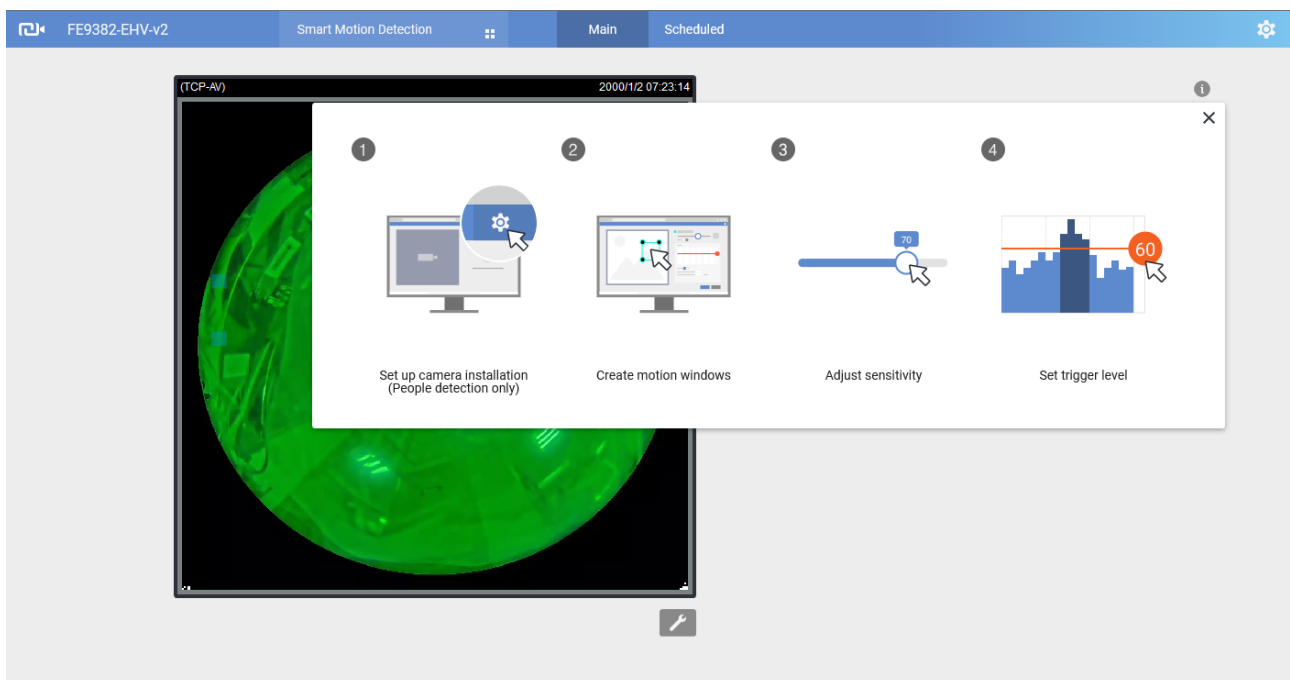 FE9382-EHV-v2
Smart Motion Detection
Main
Scheduled
(TCP-AV)
2000/1/2 07:23:14
1
2
3
4
70
60
Set up camera installation
(People detection only)
Create motion windows
Adjust sensitivity
Set trigger level